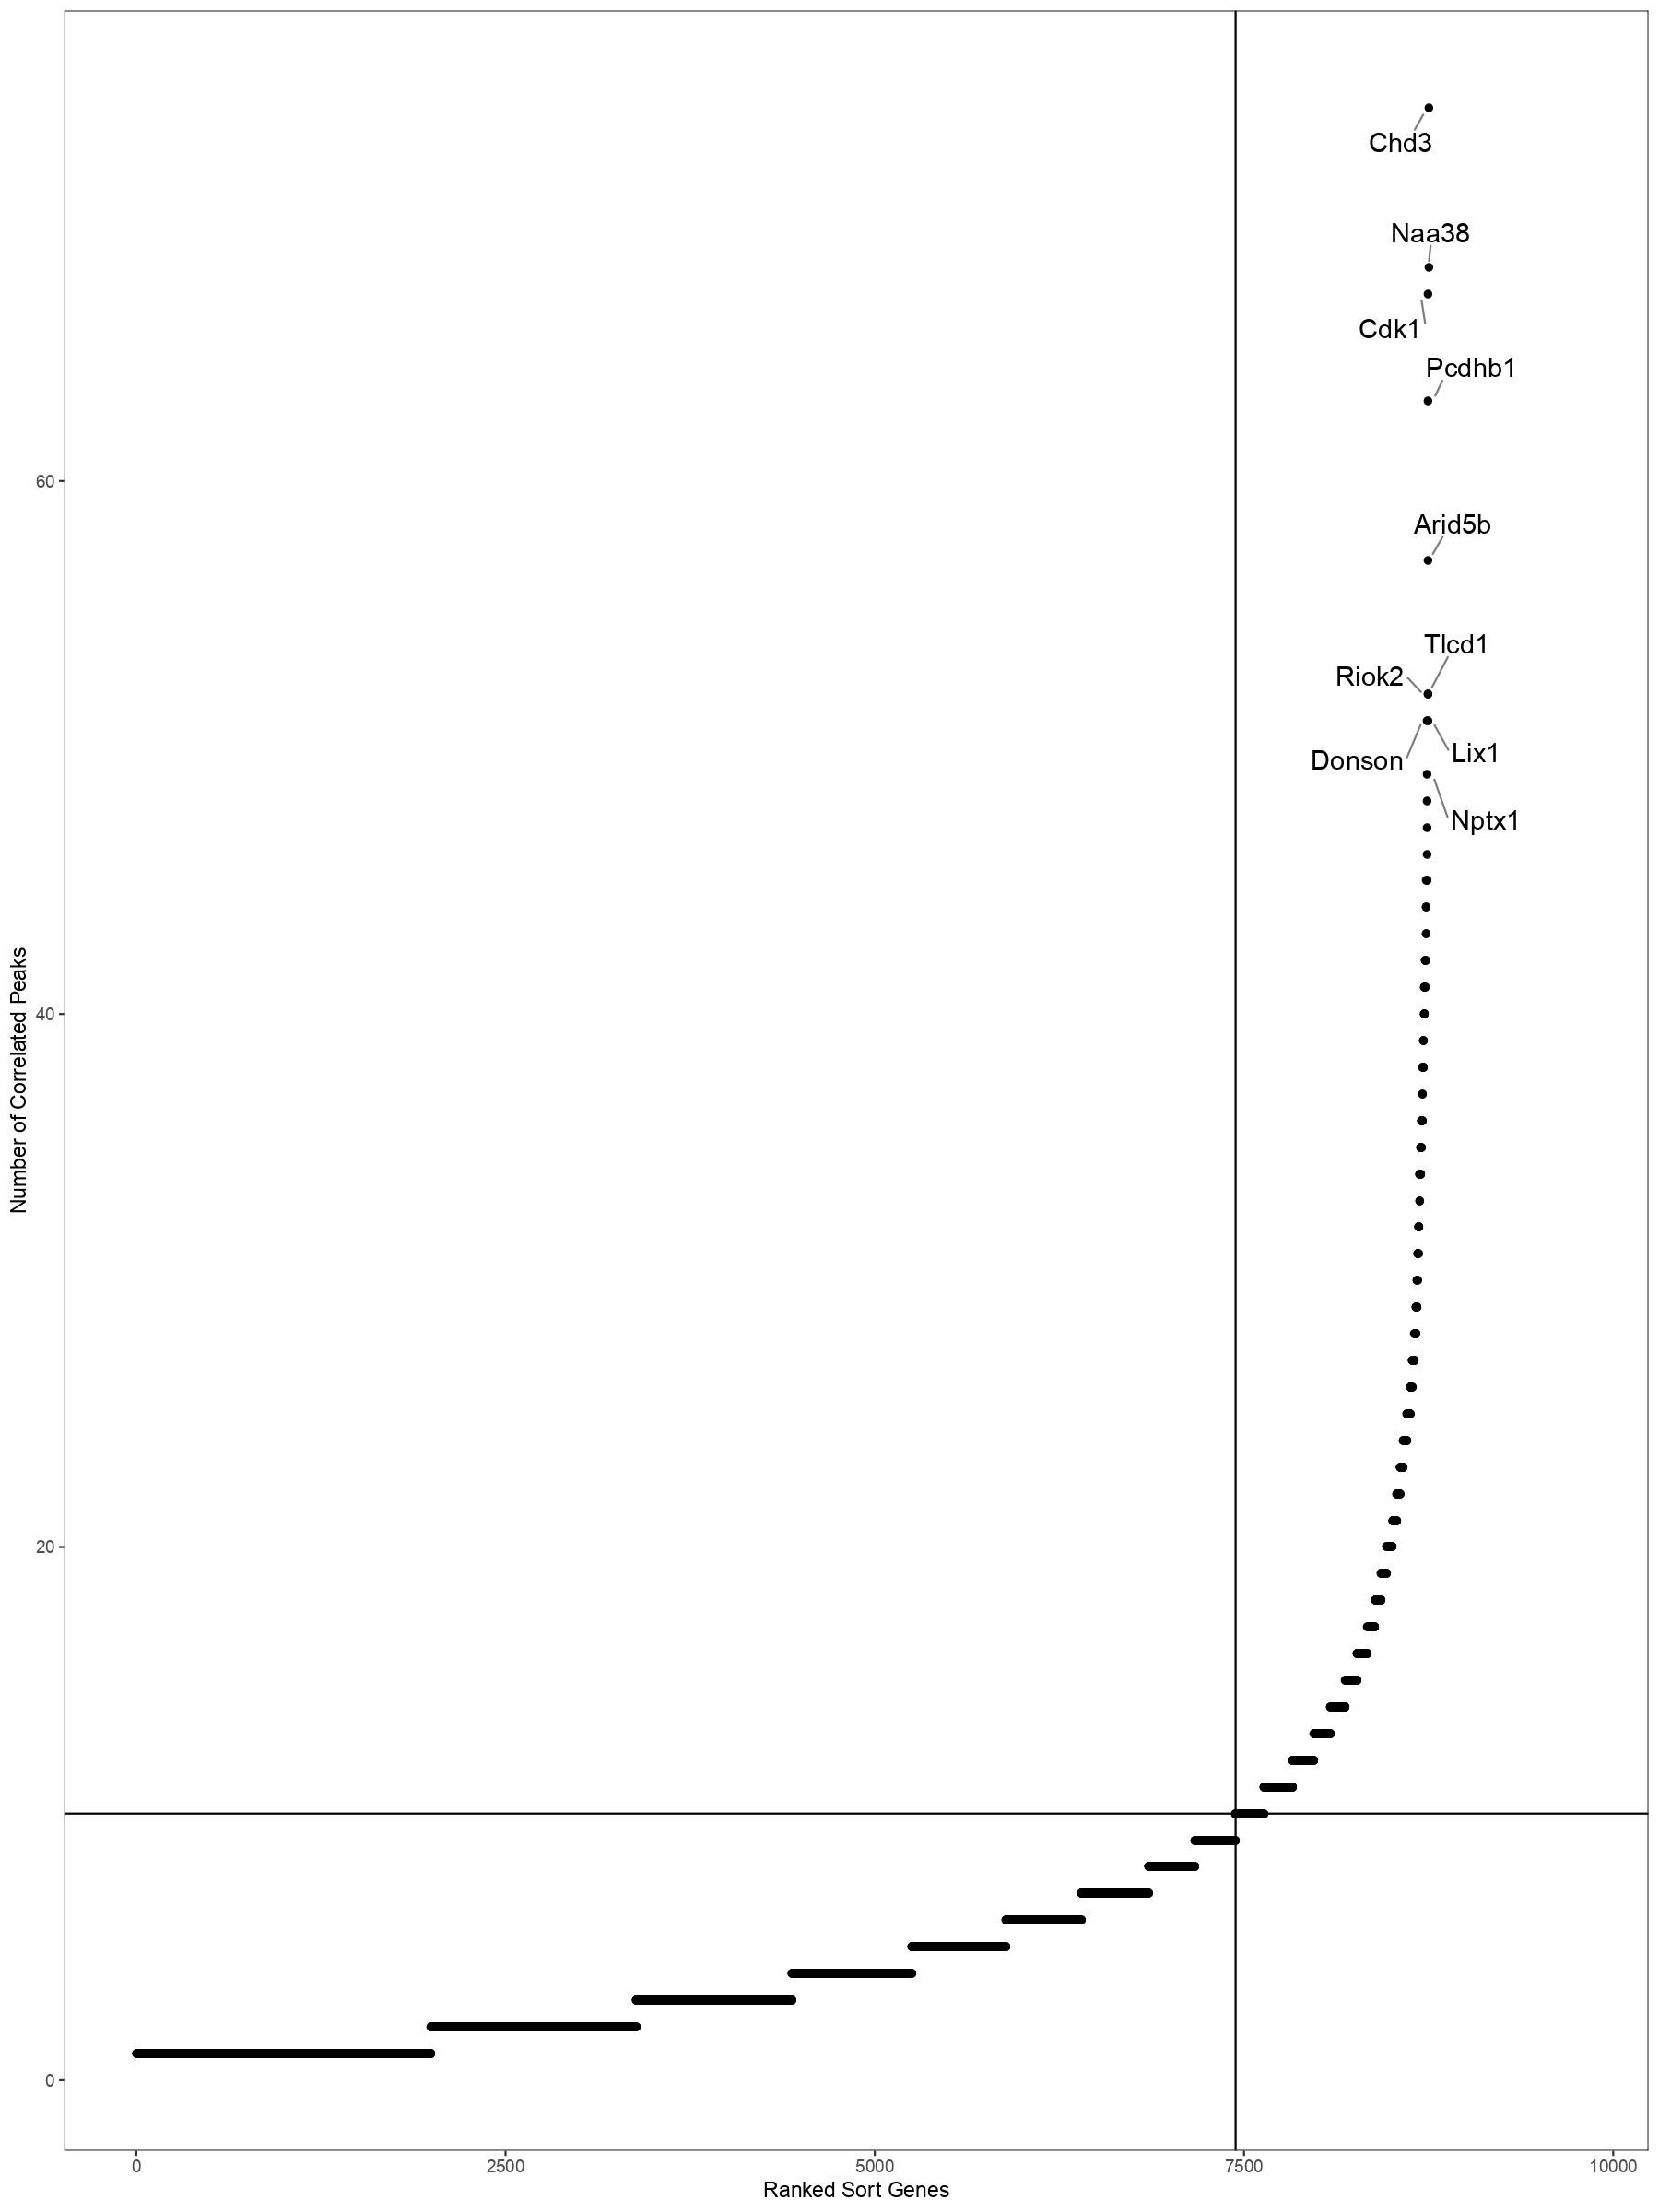 Chd3
Naa38
Cdk1
Pcdhb1
60
Arid5b
Tlcd1
Riok2
Donson
Lix1
Nptx1
Number of Correlated Peaks
40
20
0
0 2500 5000 7500 10000
Ranked Sort Genes